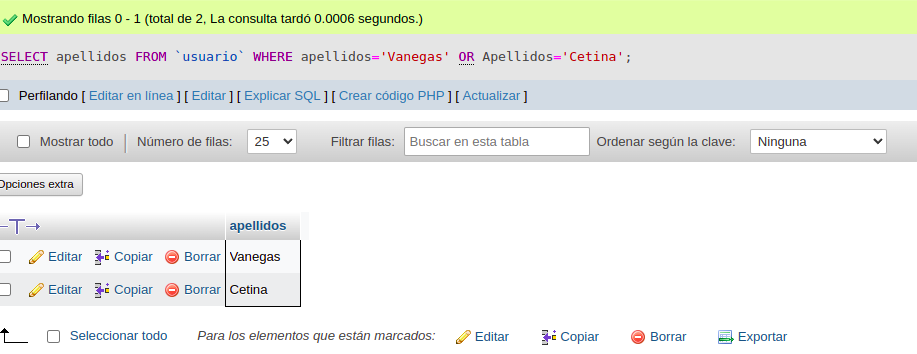 Mostrando filas 0 - 1 (total de 2, La consulta tardó 0.0006 segundos.)
SELECT apellidos FROM `usuario` WHERE apellidos='Vanegas' OR Apellidos='Cetina';
Perfilando [ Editar en línea ] [ Editar ] [ Explicar SQL ] [ Crear código PHP ] [ Actualizar ]
Mostrar todo Número de filas: 25 Filtrar filas: Buscar en esta tabla Ordenar según la clave: Ninguna
Opciones extra
apellidos
Editar Copiar Borrar Vanegas
Editar Copiar Borrar Cetina
Seleccionar todo Para los elementos que están marcados: Editar Copiar Borrar Exportar